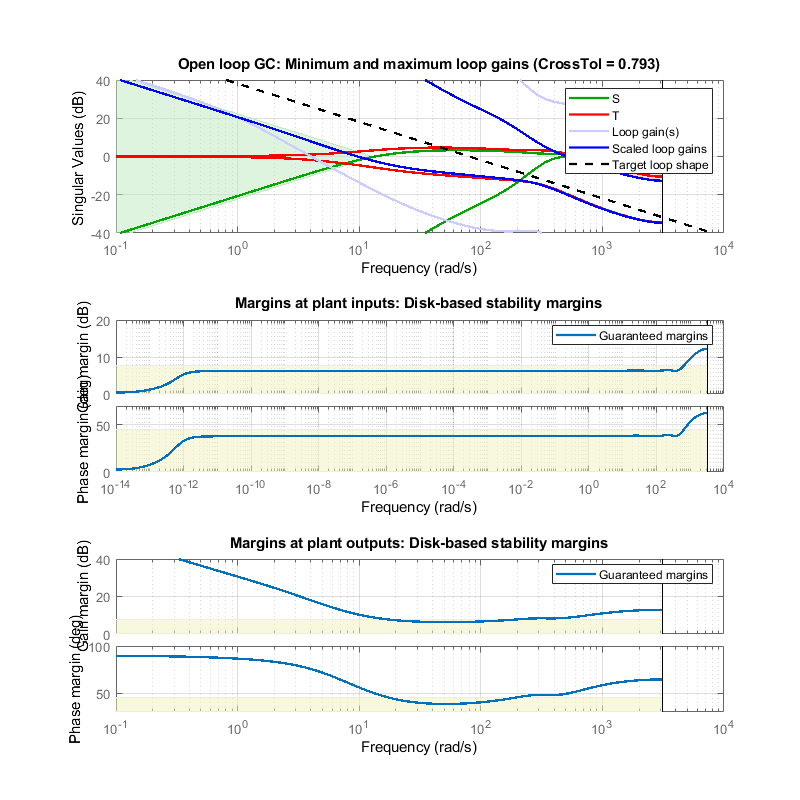 Open loop GC: Minimum and maximum loop gains (CrossTol = 0.793)
Singular Values (dB)
40
20
0
-20
-40
S
T
Loop gain(s)
Scaled loop gains
Target loop shape
10^-1 10^0 10^1 10^2 10^3 10^4
Frequency (rad/s)
Margins at plant inputs: Disk-based stability margins
Gain margin (dB)
20
10
0
Guaranteed margins
Phase margin (deg)
50
0
10^-14 10^-12 10^-10 10^-8 10^-6 10^-4 10^-2 10^0 10^2 10^4
Frequency (rad/s)
Margins at plant outputs: Disk-based stability margins
Gain margin (dB)
40
20
0
Guaranteed margins
Phase margin (deg)
100
50
10^-1 10^0 10^1 10^2 10^3 10^4
Frequency (rad/s)